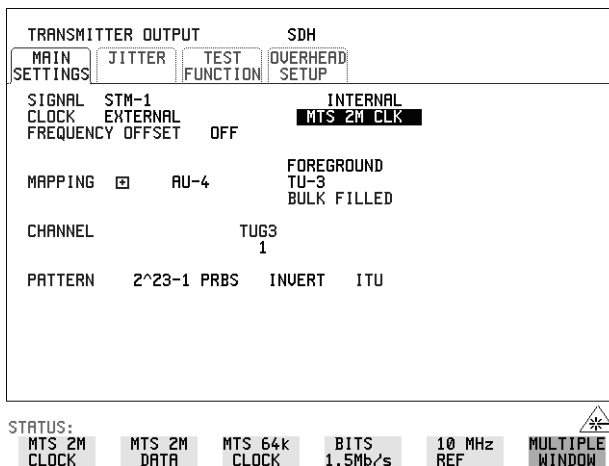 TRANSMITTER OUTPUT SDH
MAIN SETTINGS JITTER TEST FUNCTION OVERHEAD SETUP
SIGNAL STM-1 INTERNAL
CLOCK EXTERNAL MTS 2M CLK
FREQUENCY OFFSET OFF
FOREGROUND
MAPPING + AU-4 TU-3
BULK FILLED
CHANNEL TUG3
1
PATTERN 2^23-1 PRBS INVERT ITU
STATUS:
MTS 2M CLOCK MTS 2M DATA MTS 64k CLOCK BITS 1.5Mb/s 10 MHz REF MULTIPLE WINDOW